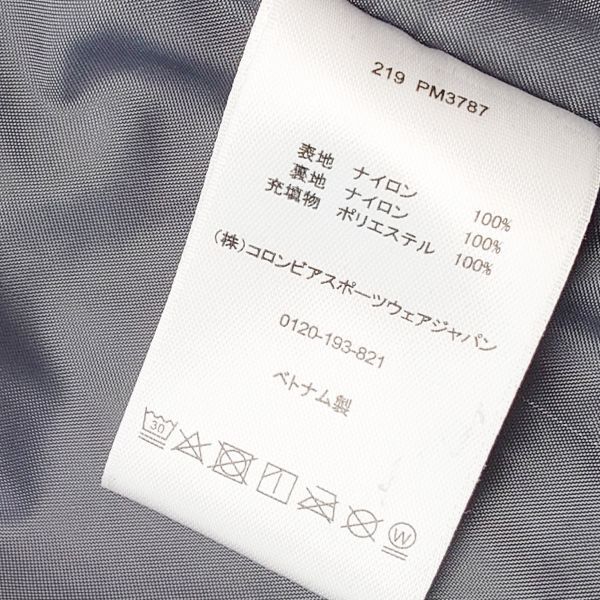 219 PM3787
表地 ナイロン 100%
裏地 ナイロン 100%
充填物 ポリエステル 100%
(株)コロンビアスポーツウェアジャパン
0120-193-821
ベトナム製
30 W